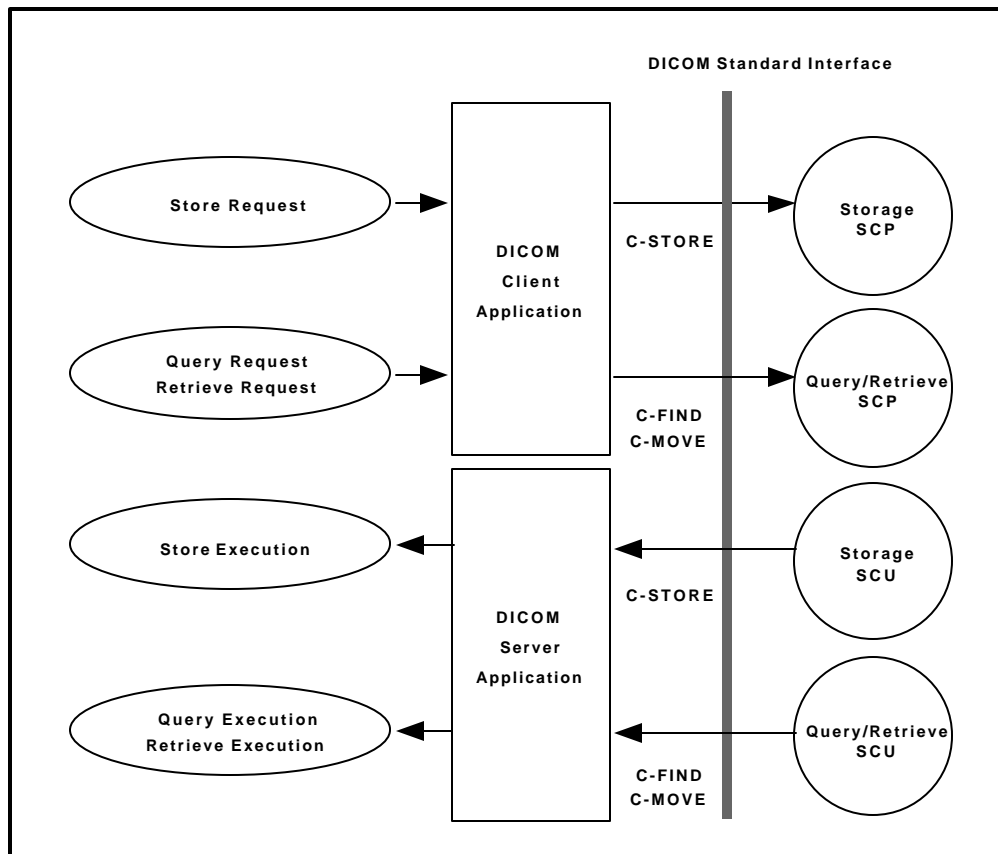 DICOM Standard Interface
Store Request
DICOM
Client
Application
C-STORE
Storage
SCP
Query Request
Retrieve Request
C-FIND
C-MOVE
Query/Retrieve
SCP
Store Execution
DICOM
Server
Application
C-STORE
Storage
SCU
Query Execution
Retrieve Execution
C-FIND
C-MOVE
Query/Retrieve
SCU